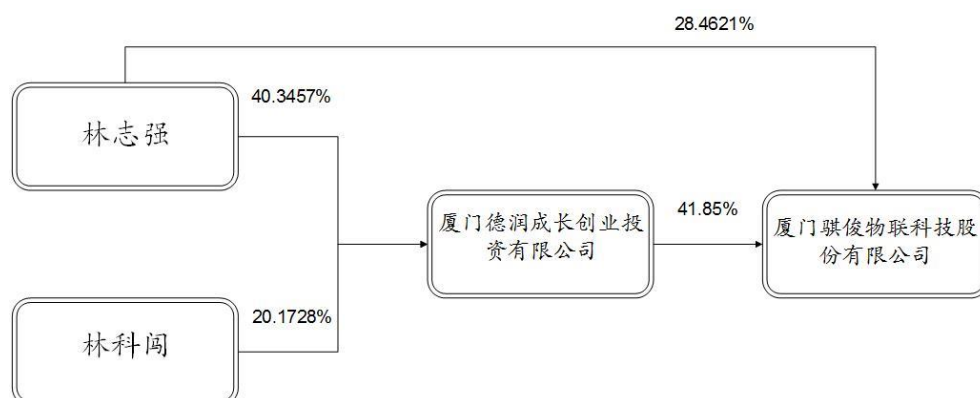 28.4621%
林志强
40.3457%
厦门德润成长创业投
资有限公司
41.85%
厦门骐俊物联科技股
份有限公司
林科闯
20.1728%